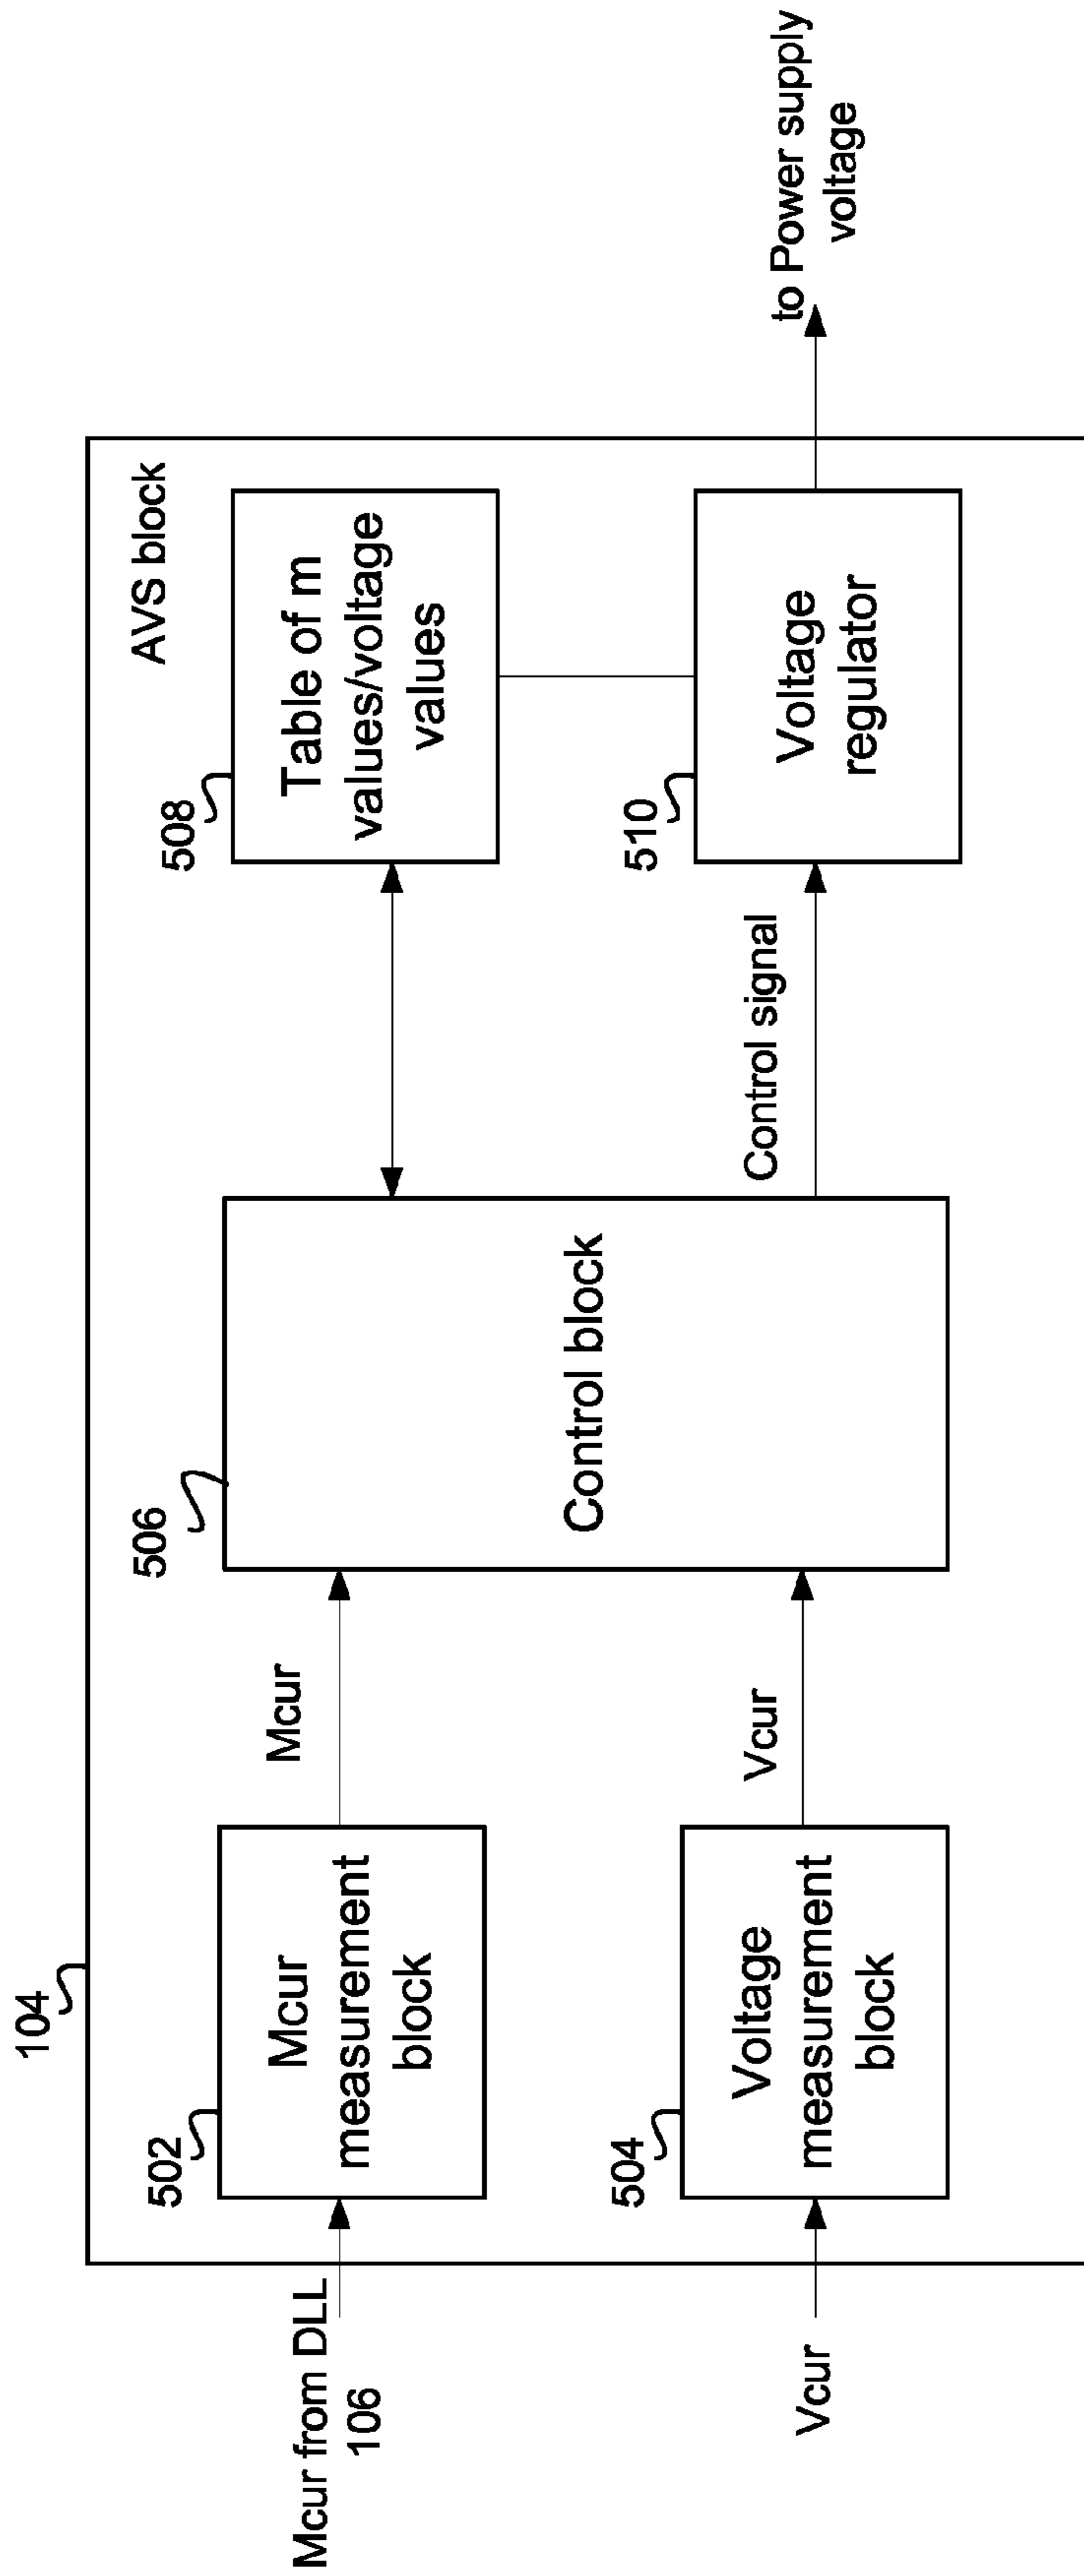 104
AVS block
502
Mcur
measurement
block
Mcur from DLL
106
Mcur
504
Voltage
measurement
block
Vcur
Vcur
506
Control block
508
Table of m
values/voltage
values
Control signal
510
Voltage
regulator
to Power supply
voltage